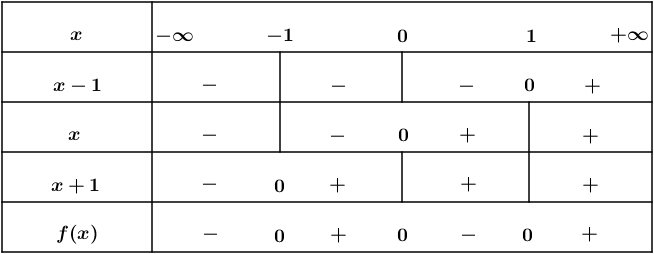 x −∞ −1 0 1 +∞
x − 1 − − − 0 +
x − − 0 + +
x + 1 − 0 + + +
f(x) − 0 + 0 − 0 +